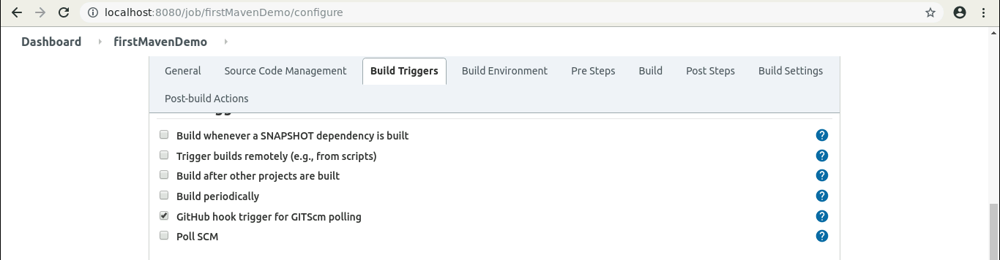 localhost:8080/job/firstMavenDemo/configure
Dashboard firstMavenDemo
General Source Code Management Build Triggers Build Environment Pre Steps Build Post Steps Build Settings
Post-build Actions
Build whenever a SNAPSHOT dependency is built ?
Trigger builds remotely (e.g., from scripts) ?
Build after other projects are built ?
Build periodically ?
GitHub hook trigger for GITScm polling ?
Poll SCM ?